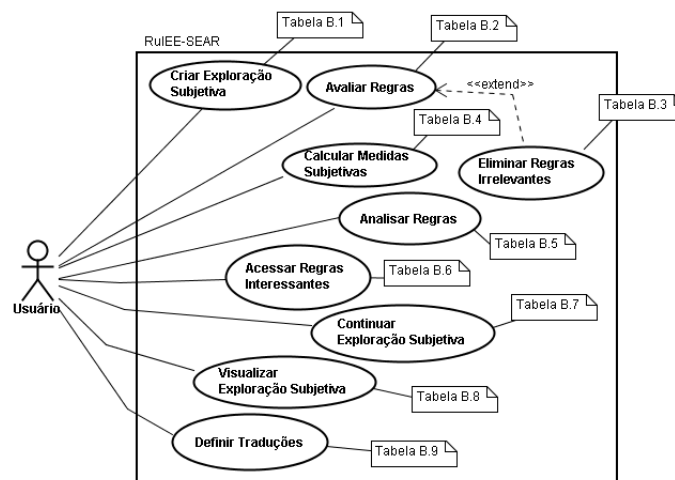 Tabela B.1
Tabela B.2
RulEE-SEAR
Criar Exploração
Subjetiva
Avaliar Regras
<<extend>>
Tabela B.3
Tabela B.4
Calcular Medidas
Subjetivas
Eliminar Regras
Irrelevantes
Analisar Regras
Tabela B.5
Acessar Regras
Interessantes
Tabela B.6
Usuário
Tabela B.7
Continuar
Exploração Subjetiva
Visualizar
Exploração Subjetiva
Tabela B.8
Definir Traduções
Tabela B.9